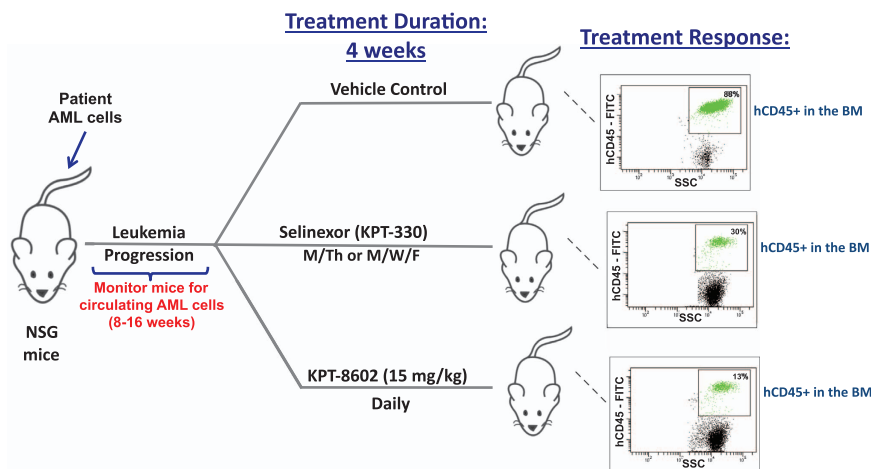 Treatment Duration:
4 weeks
Treatment Response:
Patient
AML cells
NSG
mice
Leukemia
Progression
Monitor mice for
circulating AML cells
(8-16 weeks)
Vehicle Control
Selinexor (KPT-330)
M/Th or M/W/F
KPT-8602 (15 mg/kg)
Daily
88%
hCD45 - FITC
SSC
hCD45+ in the BM
30%
hCD45 - FITC
SSC
hCD45+ in the BM
13%
hCD45 - FITC
SSC
hCD45+ in the BM